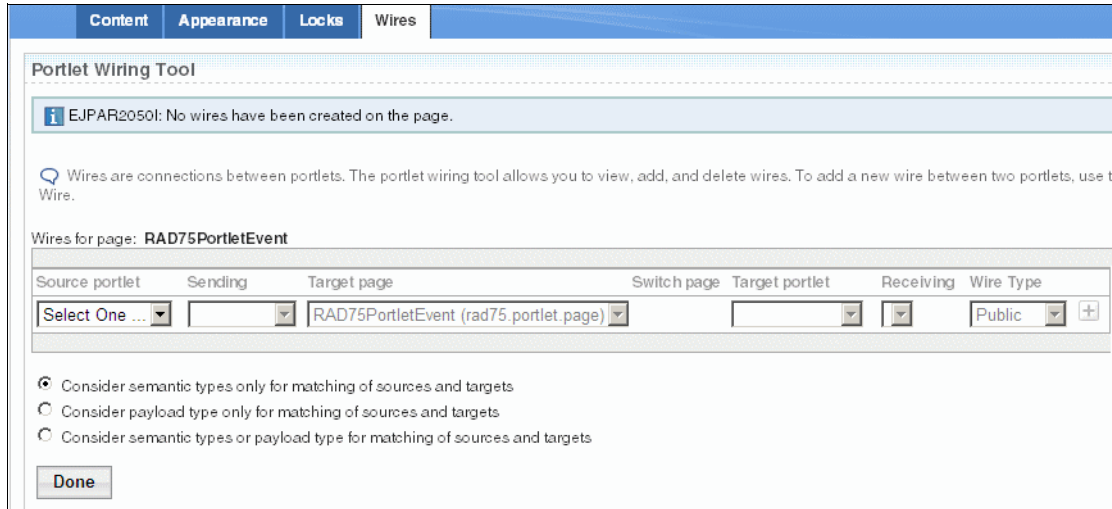 Content Appearance Locks Wires
Portlet Wiring Tool
EJPAR2050I: No wires have been created on the page.
Wires are connections between portlets. The portlet wiring tool allows you to view, add, and delete wires. To add a new wire between two portlets, use t
Wire.
Wires for page: RAD75PortletEvent
Source portlet Sending Target page Switch page Target portlet Receiving Wire Type
Select One ... RAD75PortletEvent (rad75.portlet.page) Public
Consider semantic types only for matching of sources and targets
Consider payload type only for matching of sources and targets
Consider semantic types or payload type for matching of sources and targets
Done